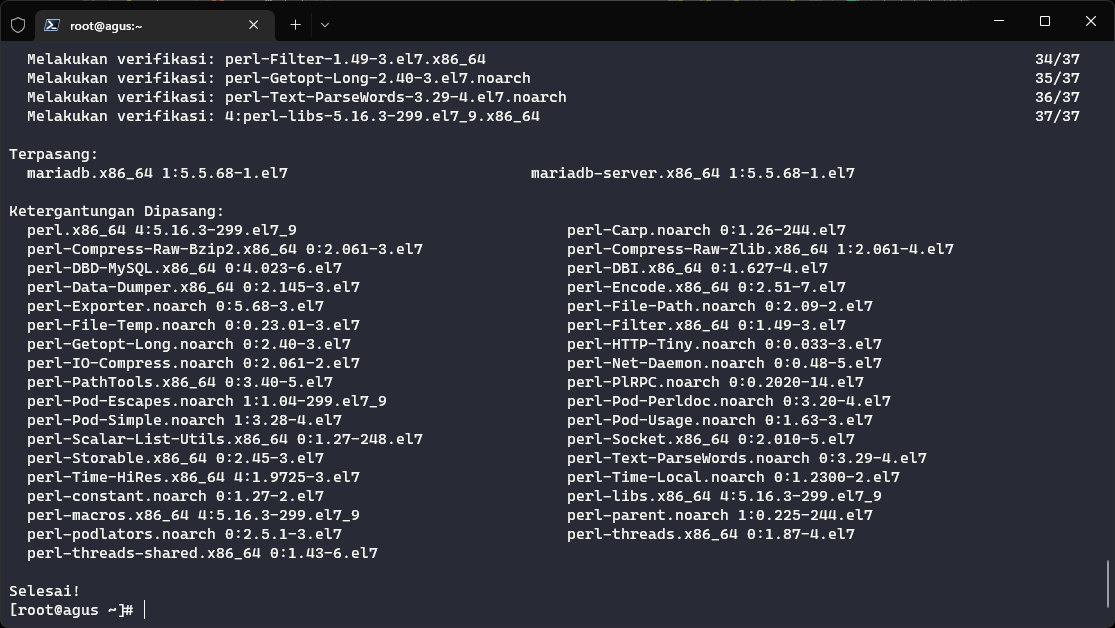 root@agus:~
Melakukan verifikasi: perl-Filter-1.49-3.el7.x86_64 34/37
Melakukan verifikasi: perl-Getopt-Long-2.40-3.el7.noarch 35/37
Melakukan verifikasi: perl-Text-ParseWords-3.29-4.el7.noarch 36/37
Melakukan verifikasi: 4:perl-libs-5.16.3-299.el7_9.x86_64 37/37
Terpasang:
mariadb.x86_64 1:5.5.68-1.el7 mariadb-server.x86_64 1:5.5.68-1.el7
Ketergantungan Dipasang:
perl.x86_64 4:5.16.3-299.el7_9 perl-Carp.noarch 0:1.26-244.el7
perl-Compress-Raw-Bzip2.x86_64 0:2.061-3.el7 perl-Compress-Raw-Zlib.x86_64 1:2.061-4.el7
perl-DBD-MySQL.x86_64 0:4.023-6.el7 perl-DBI.x86_64 0:1.627-4.el7
perl-Data-Dumper.x86_64 0:2.145-3.el7 perl-Encode.x86_64 0:2.51-7.el7
perl-Exporter.noarch 0:5.68-3.el7 perl-File-Path.noarch 0:2.09-2.el7
perl-File-Temp.noarch 0:0.23.01-3.el7 perl-Filter.x86_64 0:1.49-3.el7
perl-Getopt-Long.noarch 0:2.40-3.el7 perl-HTTP-Tiny.noarch 0:0.033-3.el7
perl-IO-Compress.noarch 0:2.061-2.el7 perl-Net-Daemon.noarch 0:0.48-5.el7
perl-PathTools.x86_64 0:3.40-5.el7 perl-PlRPC.noarch 0:0.2020-14.el7
perl-Pod-Escapes.noarch 1:1.04-299.el7_9 perl-Pod-Perldoc.noarch 0:3.20-4.el7
perl-Pod-Simple.noarch 1:3.28-4.el7 perl-Pod-Usage.noarch 0:1.63-3.el7
perl-Scalar-List-Utils.x86_64 0:1.27-248.el7 perl-Socket.x86_64 0:2.010-5.el7
perl-Storable.x86_64 0:2.45-3.el7 perl-Text-ParseWords.noarch 0:3.29-4.el7
perl-Time-HiRes.x86_64 4:1.9725-3.el7 perl-Time-Local.noarch 0:1.2300-2.el7
perl-constant.noarch 0:1.27-2.el7 perl-libs.x86_64 4:5.16.3-299.el7_9
perl-macros.x86_64 4:5.16.3-299.el7_9 perl-parent.noarch 1:0.225-244.el7
perl-podlators.noarch 0:2.5.1-3.el7 perl-threads.x86_64 0:1.87-4.el7
perl-threads-shared.x86_64 0:1.43-6.el7
Selesai!
[root@agus ~]#